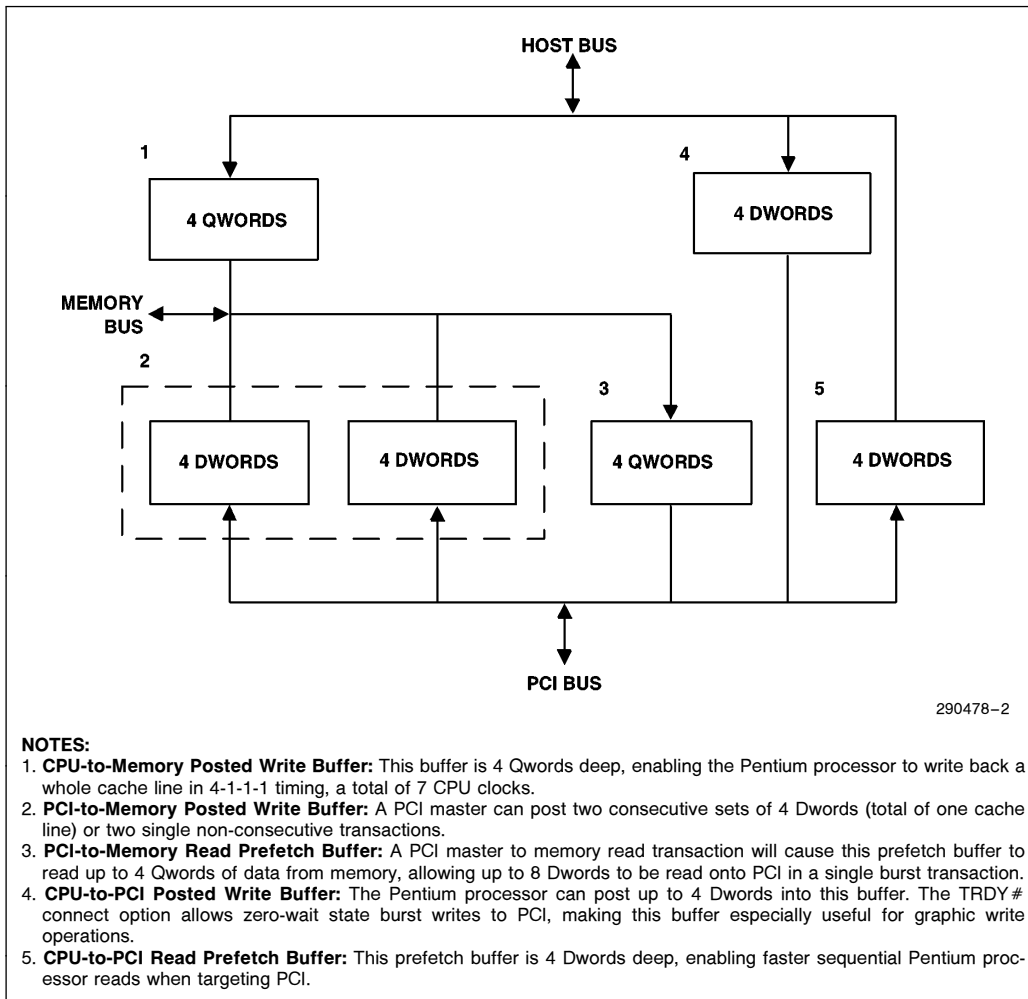 HOST BUS
1
4
4 QWORDS
4 DWORDS
MEMORY
BUS
2
3
5
4 DWORDS
4 DWORDS
4 QWORDS
4 DWORDS
PCI BUS
290478–2
NOTES:
1. CPU-to-Memory Posted Write Buffer: This buffer is 4 Qwords deep, enabling the Pentium processor to write back a
whole cache line in 4-1-1-1 timing, a total of 7 CPU clocks.
2. PCI-to-Memory Posted Write Buffer: A PCI master can post two consecutive sets of 4 Dwords (total of one cache
line) or two single non-consecutive transactions.
3. PCI-to-Memory Read Prefetch Buffer: A PCI master to memory read transaction will cause this prefetch buffer to
read up to 4 Qwords of data from memory, allowing up to 8 Dwords to be read onto PCI in a single burst transaction.
4. CPU-to-PCI Posted Write Buffer: The Pentium processor can post up to 4 Dwords into this buffer. The TRDY#
connect option allows zero-wait state burst writes to PCI, making this buffer especially useful for graphic write
operations.
5. CPU-to-PCI Read Prefetch Buffer: This prefetch buffer is 4 Dwords deep, enabling faster sequential Pentium proc-
essor reads when targeting PCI.